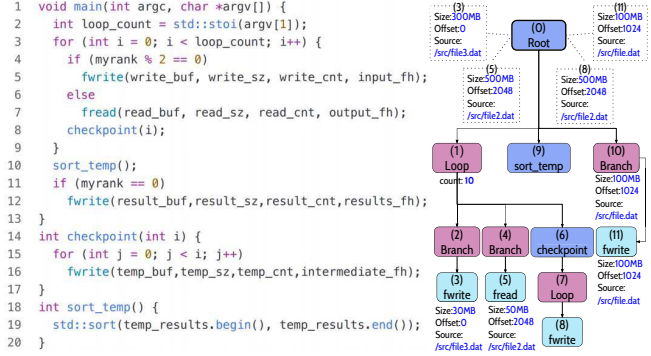 1 void main(int argc, char *argv[]) {
2 int loop_count = std::stoi(argv[1]);
3 for (int i = 0; i < loop_count; i++) {
4 if (myrank % 2 == 0)
5 fwrite(write_buf, write_sz, write_cnt, input_fh);
6 else
7 fread(read_buf, read_sz, read_cnt, output_fh);
8 checkpoint(i);
9 }
10 sort_temp();
11 if (myrank == 0)
12 fwrite(result_buf,result_sz,result_cnt,results_fh);
13 }
14 int checkpoint(int i) {
15 for (int j = 0; j < i; j++)
16 fwrite(temp_buf,temp_sz,temp_cnt,intermediate_fh);
17 }
18 int sort_temp() {
19 std::sort(temp_results.begin(), temp_results.end());
20 }
(3)
Size:300MB
Offset:0
Source:
/src/file3.dat
(0)
Root
(11)
Size:100MB
Offset:1024
Source:
/src/file.dat
(5)
Size:500MB
Offset:2048
Source:
/src/file2.dat
(8)
Size:500MB
Offset:2048
Source:
/src/file2.dat
(1)
Loop
count: 10
(9)
sort_temp
(10)
Branch
Size:100MB
Offset:1024
Source:
/src/file.dat
(2)
Branch
(4)
Branch
(6)
checkpoint
(11)
fwrite
Size:100MB
Offset:1024
Source:
/src/file.dat
(3)
fwrite
Size:30MB
Offset:0
Source:
/src/file3.dat
(5)
fread
Size:50MB
Offset:2048
Source:
/src/file2.dat
(7)
Loop
(8)
fwrite